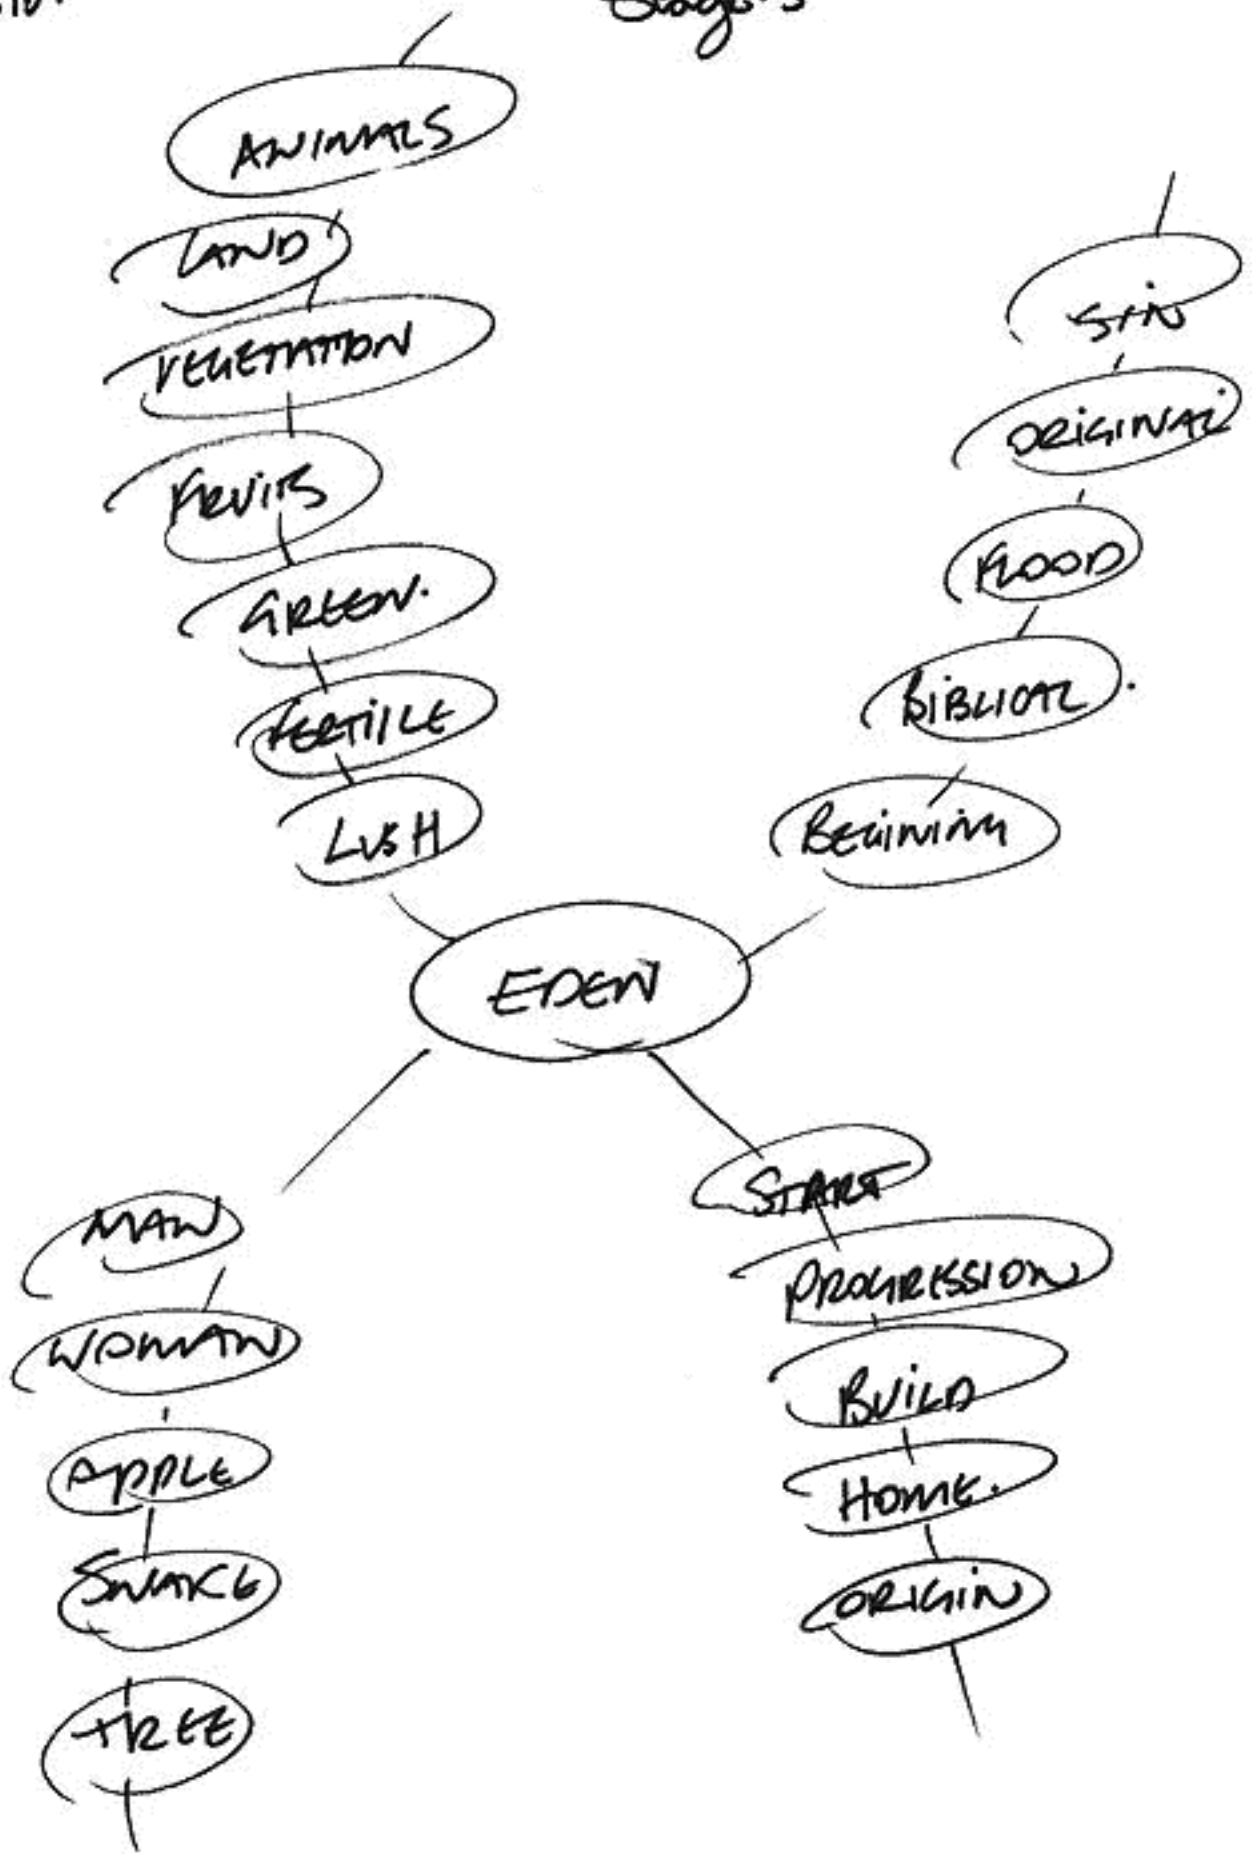 ANIMALS
LAND
VEGETATION
FRUITS
GREEN.
FERTILE
LUSH
SIN
ORIGINAL
FLOOD
BIBLICAL.
BEGINING
EDEN
MAN
WOMAN
APPLE
SNAKE
TREE
START
PROGRESSION
BUILD
HOME.
ORIGIN